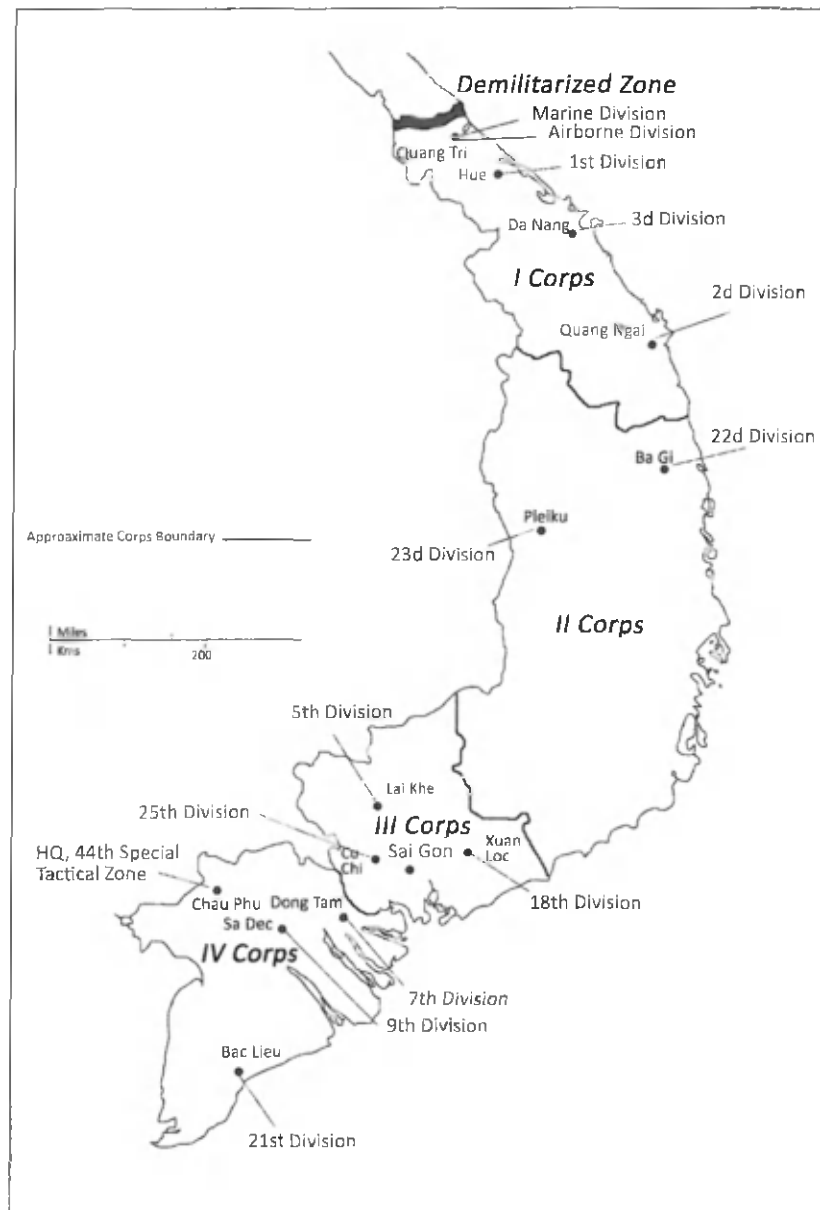 Demilitarized Zone
Marine Division
Airborne Division
Quang Tri
1st Division
Hue
3d Division
Da Nang
I Corps
2d Division
Quang Ngai
22d Division
Ba Gi
Pleiku
Approaximate Corps Boundary
23d Division
II Corps
Miles
Kms
200
5th Division
Lai Khe
25th Division
III Corps
Xuan
Loc
HQ, 44th Special
Tactical Zone
Cu
Chi
Sai Gon
18th Division
Chau Phu
Dong Tam
Sa Dec
IV Corps
7th Division
9th Division
Bac Lieu
21st Division